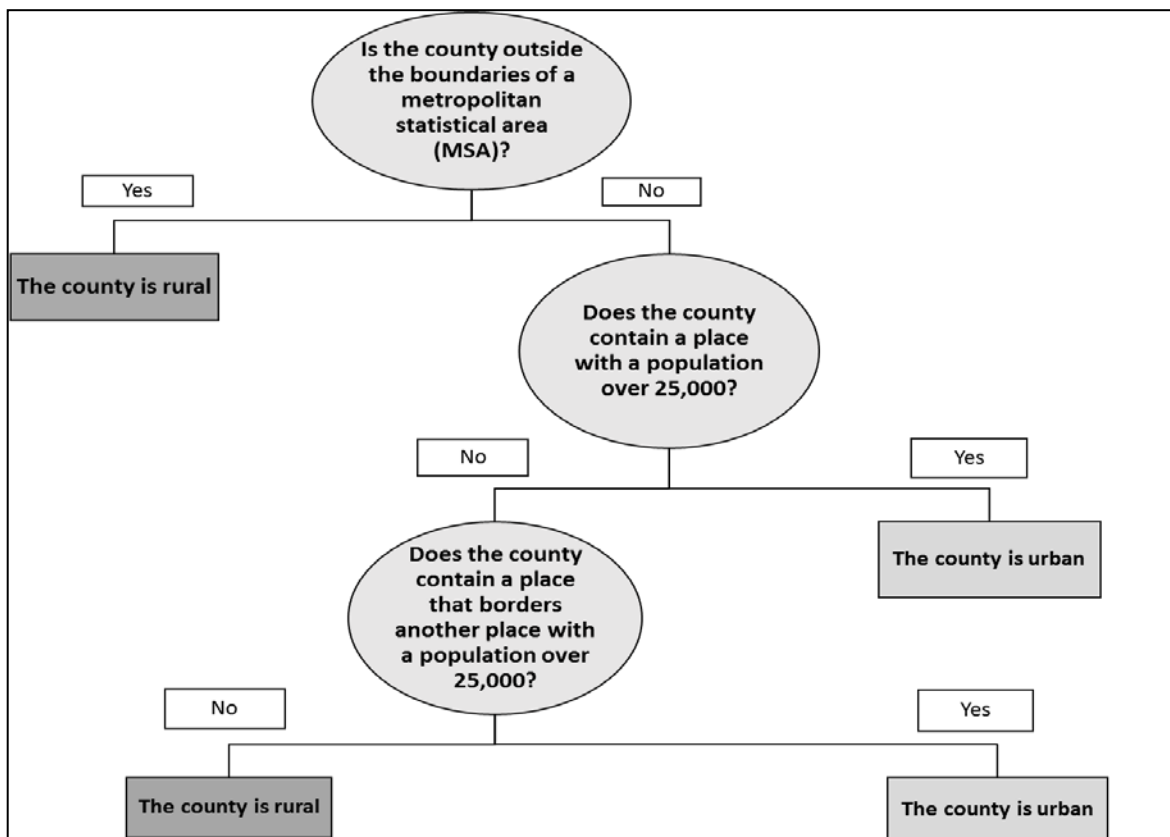 Is the county outside
the boundaries of a
metropolitan
statistical area
(MSA)?
Yes
No
The county is rural
Does the county
contain a place
with a population
over 25,000?
No
Yes
Does the county
contain a place
that borders
another place with
a population over
25,000?
The county is urban
No
Yes
The county is rural
The county is urban